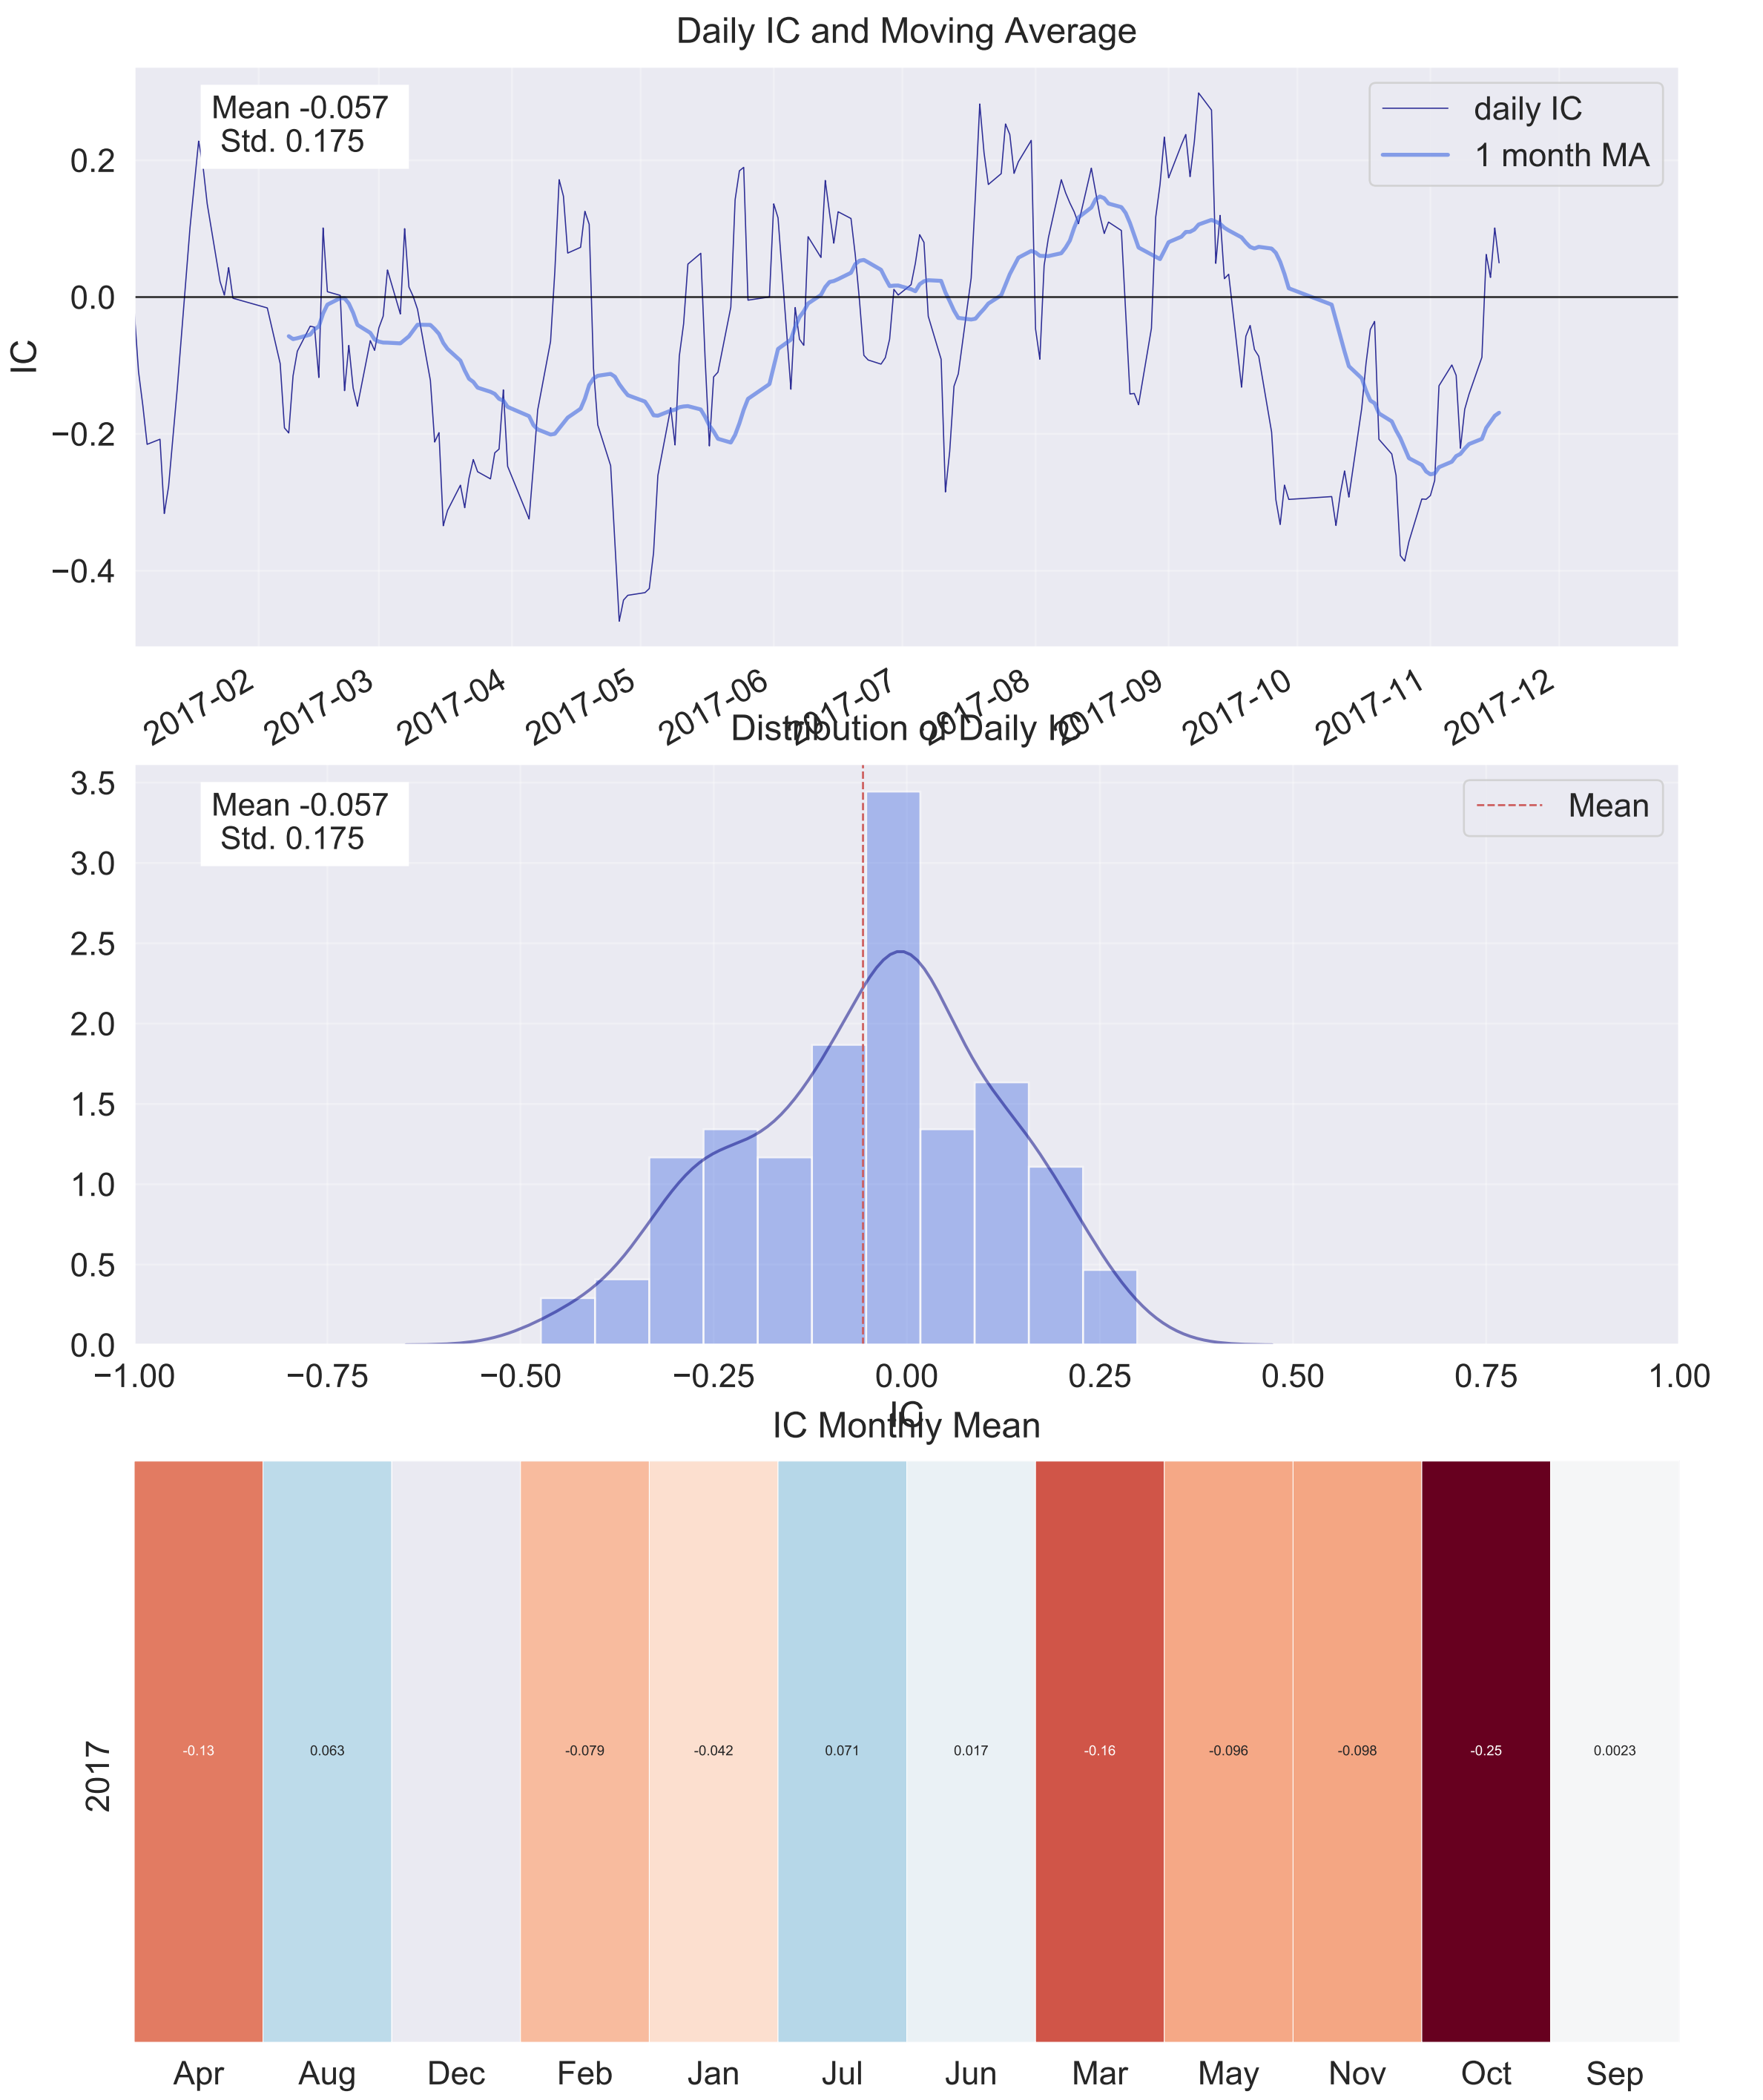 Daily IC and Moving Average
Mean -0.057
Std. 0.175
daily IC
1 month MA
0.2
0.0
−0.2
−0.4
IC
2017-02 2017-03 2017-04 2017-05 2017-06 2017-07 2017-08 2017-09 2017-10 2017-11 2017-12
Distribution of Daily IC
Mean -0.057
Std. 0.175
Mean
3.5
3.0
2.5
2.0
1.5
1.0
0.5
0.0
−1.00 −0.75 −0.50 −0.25 0.00 0.25 0.50 0.75 1.00
IC
IC Monthly Mean
2017
-0.13 0.063 -0.079 -0.042 0.071 0.017 -0.16 -0.096 -0.098 -0.25 0.0023
Apr Aug Dec Feb Jan Jul Jun Mar May Nov Oct Sep